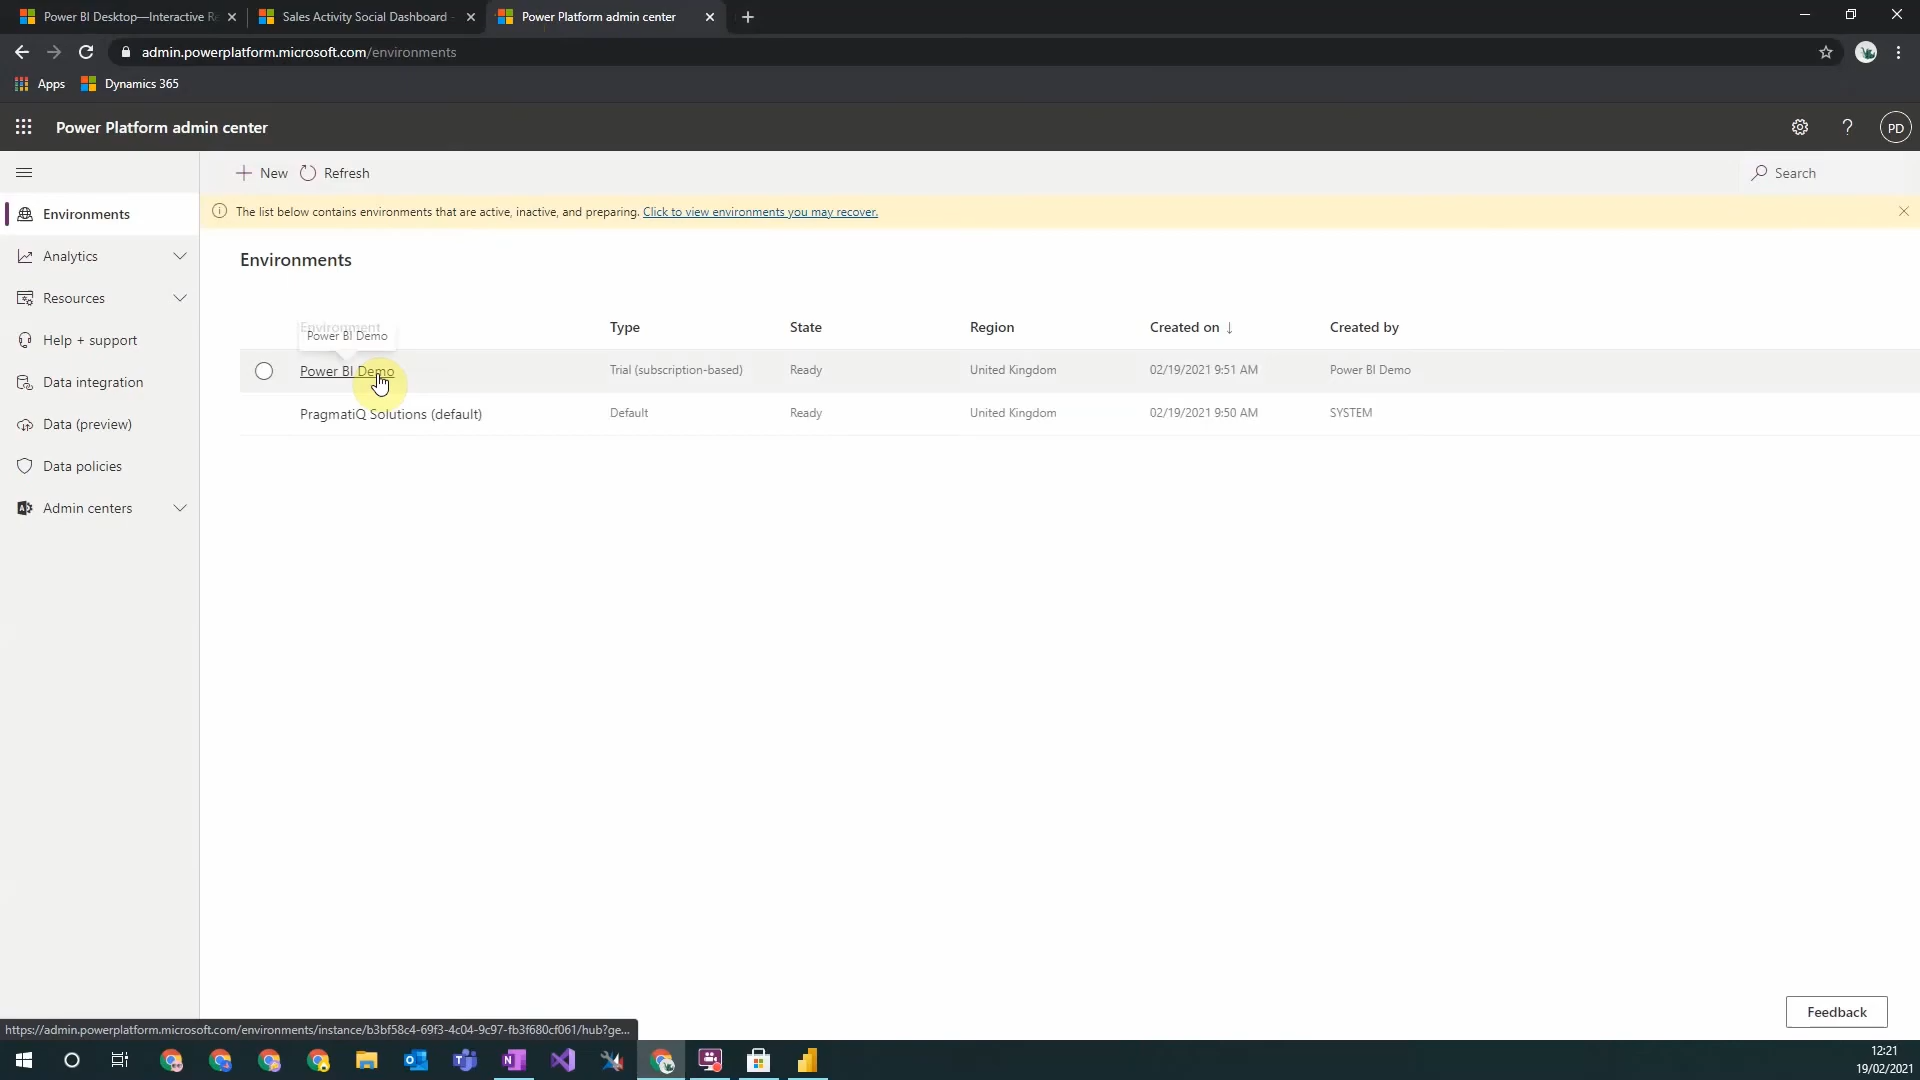 Power BI Desktop—Interactive Re
Sales Activity Social Dashboard -
Power Platform admin center
admin.powerplatform.microsoft.com/environments
Apps
Dynamics 365
Power Platform admin center
PD
New
Refresh
Search
The list below contains environments that are active, inactive, and preparing. Click to view environments you may recover.
Environments
Analytics
Resources
Help + support
Data integration
Data (preview)
Data policies
Admin centers
Environments
Environment
Type
State
Region
Created on ↓
Created by
Power BI Demo
Power BI Demo
Trial (subscription-based)
Ready
United Kingdom
02/19/2021 9:51 AM
Power BI Demo
PragmatiQ Solutions (default)
Default
Ready
United Kingdom
02/19/2021 9:50 AM
SYSTEM
Feedback
https://admin.powerplatform.microsoft.com/environments/instance/b3bf58c4-69f3-4c04-9c97-fb3f680cf061/hub?ge...
12:21
19/02/2021